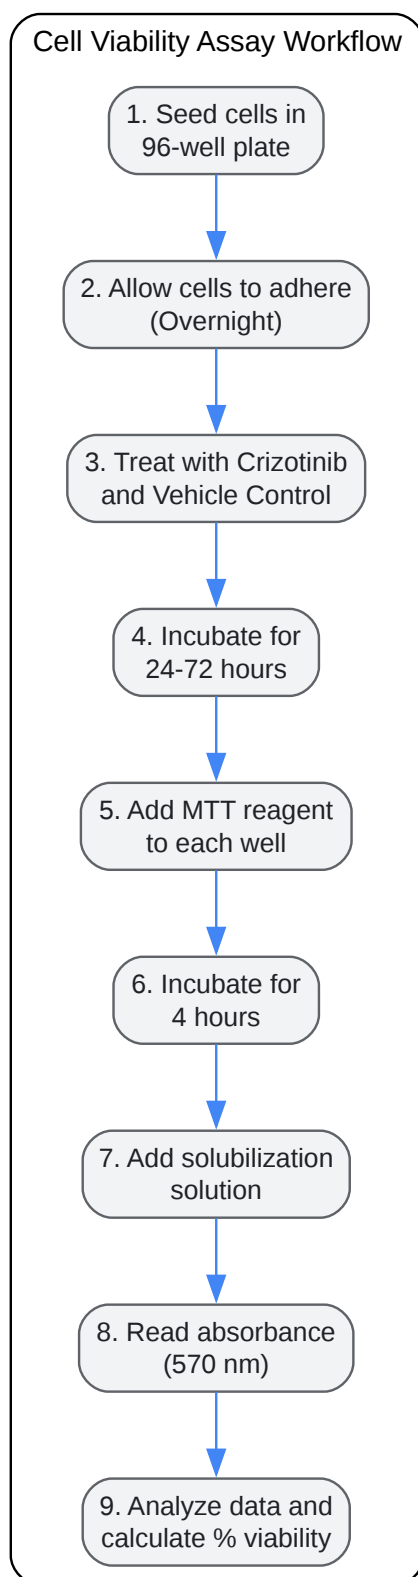 Cell Viability Assay Workflow
1. Seed cells in
96-well plate
2. Allow cells to adhere
(Overnight)
3. Treat with Crizotinib
and Vehicle Control
4. Incubate for
24-72 hours
5. Add MTT reagent
to each well
6. Incubate for
4 hours
7. Add solubilization
solution
8. Read absorbance
(570 nm)
9. Analyze data and
calculate % viability